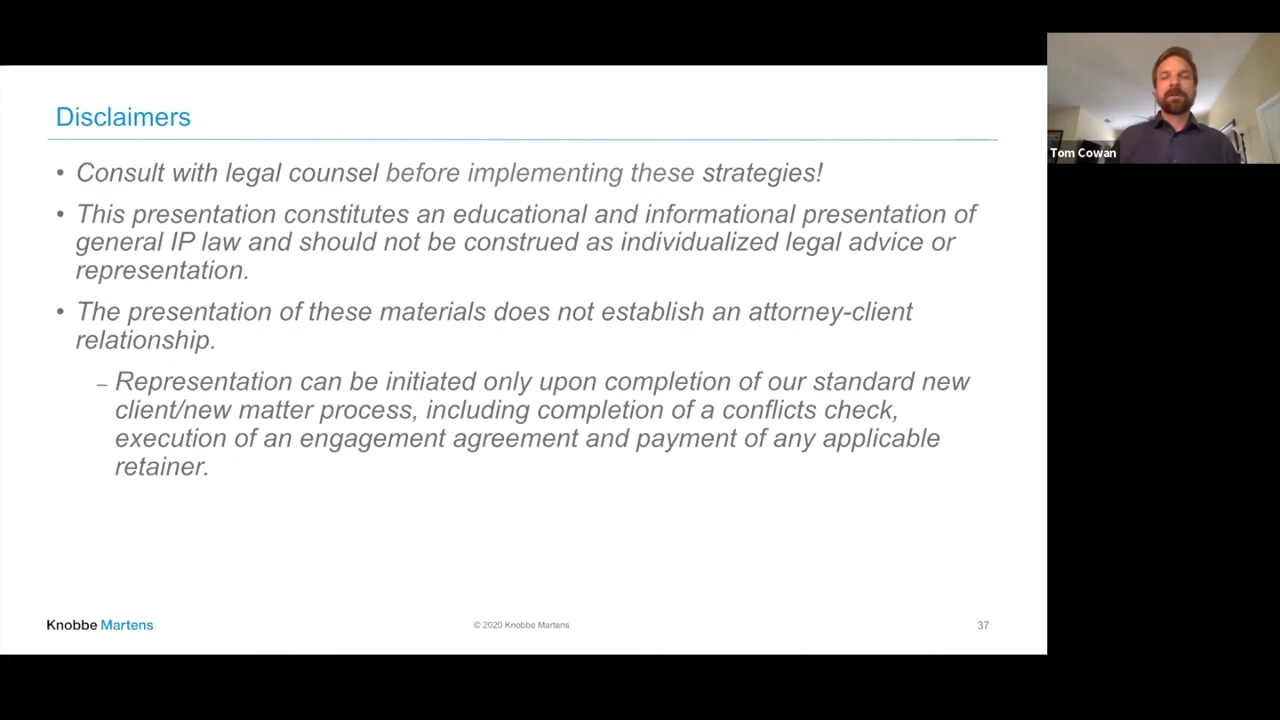 Disclaimers
• Consult with legal counsel before implementing these strategies!
• This presentation constitutes an educational and informational presentation of
general IP law and should not be construed as individualized legal advice or
representation.
• The presentation of these materials does not establish an attorney-client
relationship.
– Representation can be initiated only upon completion of our standard new
client/new matter process, including completion of a conflicts check,
execution of an engagement agreement and payment of any applicable
retainer.
Knobbe Martens
© 2020 Knobbe Martens
37
Tom Cowan